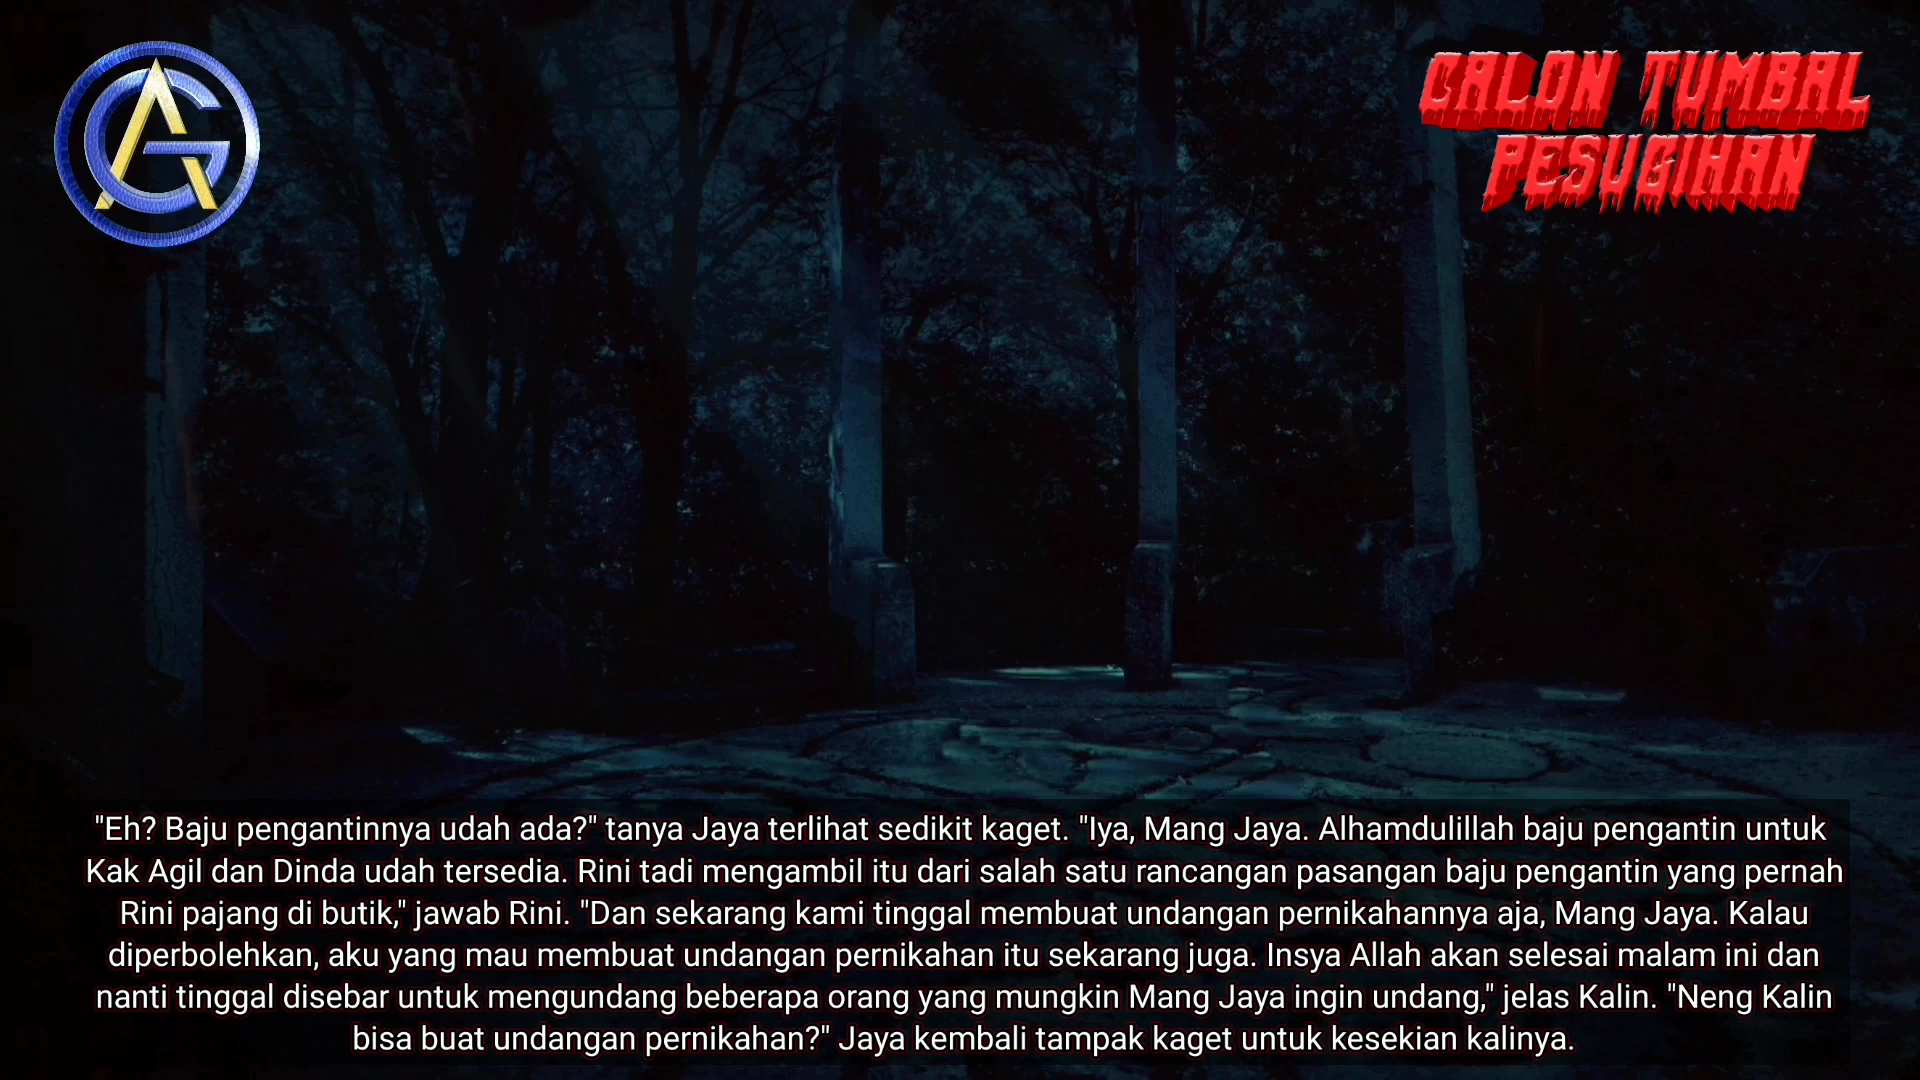 CALON TUMBAL
PESUGIHAN
"Eh? Baju pengantinnya udah ada?" tanya Jaya terlihat sedikit kaget. "Iya, Mang Jaya. Alhamdulillah baju pengantin untuk
Kak Agil dan Dinda udah tersedia. Rini tadi mengambil itu dari salah satu rancangan pasangan baju pengantin yang pernah
Rini pajang di butik," jawab Rini. "Dan sekarang kami tinggal membuat undangan pernikahannya aja, Mang Jaya. Kalau
diperbolehkan, aku yang mau membuat undangan pernikahan itu sekarang juga. Insya Allah akan selesai malam ini dan
nanti tinggal disebar untuk mengundang beberapa orang yang mungkin Mang Jaya ingin undang," jelas Kalin. "Neng Kalin
bisa buat undangan pernikahan?" Jaya kembali tampak kaget untuk kesekian kalinya.